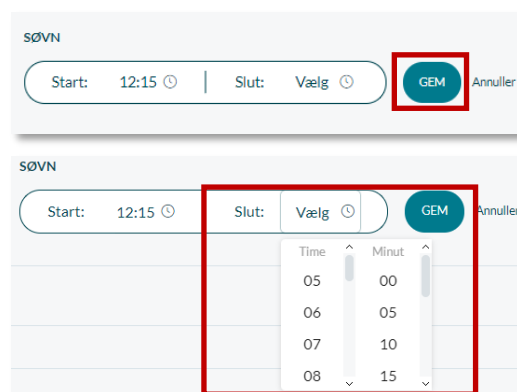 SØVN
Start: 12:15 Slut: Vælg GEM Annuller
SØVN
Start: 12:15 Slut: Vælg GEM Annuller
Time Minut
05 00
06 05
07 10
08 15